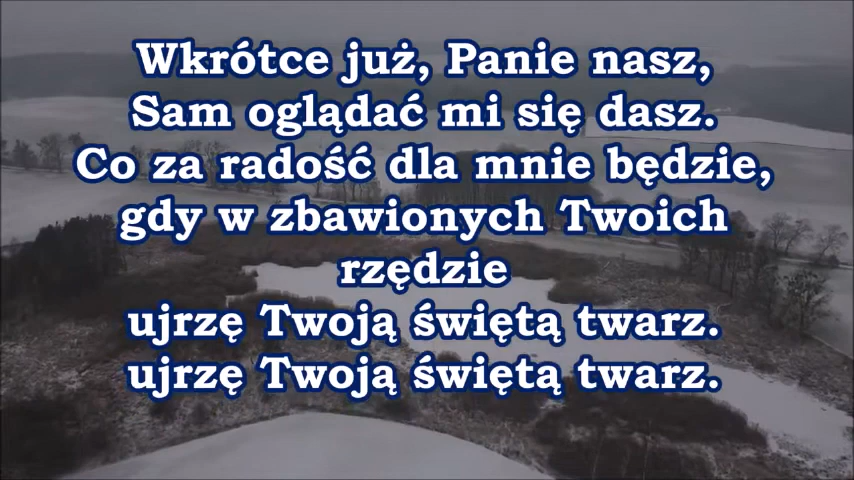 Wkrótce już, Panie nasz,
Sam oglądać mi się dasz.
Co za radość dla mnie będzie,
gdy w zbawionych Twoich
rzędzie
ujrzę Twoją świętą twarz.
ujrzę Twoją świętą twarz.